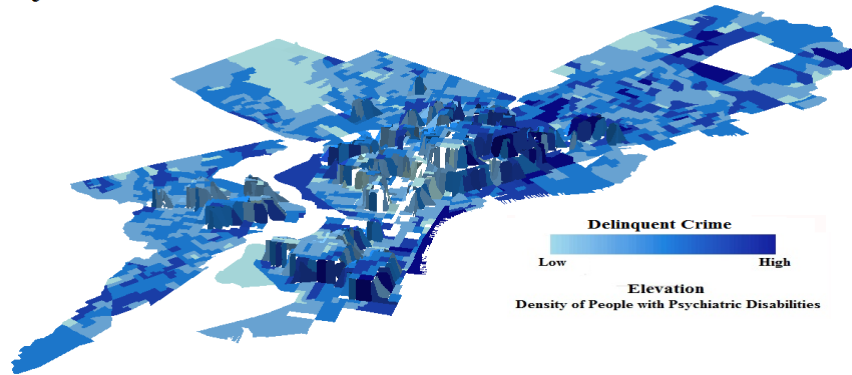 Delinquent Crime
Low High
Elevation
Density of People with Psychiatric Disabilities